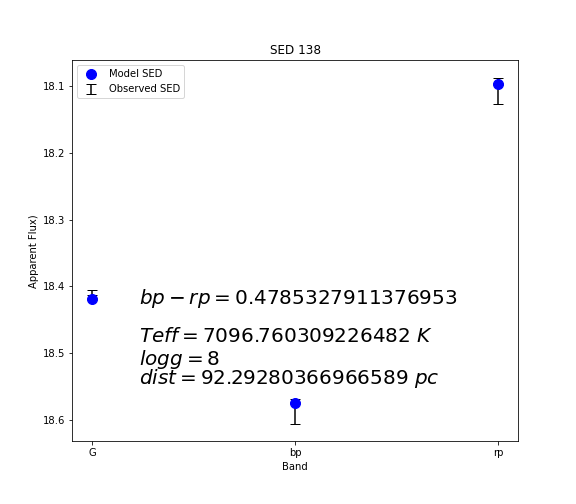 SED 138
Model SED
Observed SED
18.1
18.2
18.3
18.4
18.5
18.6
Apparent Flux)
bp − rp = 0.4785327911376953
Teff = 7096.760309226482 K
logg = 8
dist = 92.29280366966589 pc
G
bp
rp
Band